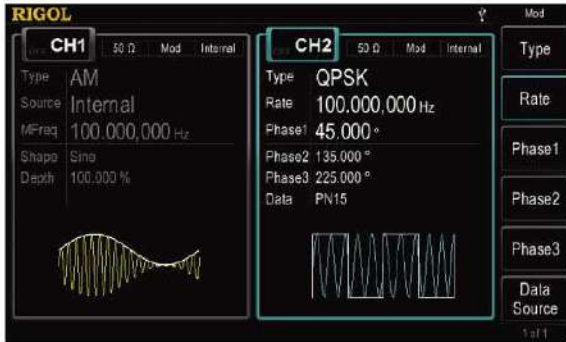 RIGOL
Mod
CH1 50 Ω Mod Internal
Type AM
Source Internal
MFreq 100.000,000 Hz
Shape Sine
Depth 100.000 %
CH2 50 Ω Mod Internal
Type QPSK
Rate 100.000,000 Hz
Phase1 45.000 °
Phase2 135.000 °
Phase3 225.000 °
Data PN15
Type
Rate
Phase1
Phase2
Phase3
Data
Source
1 of 1